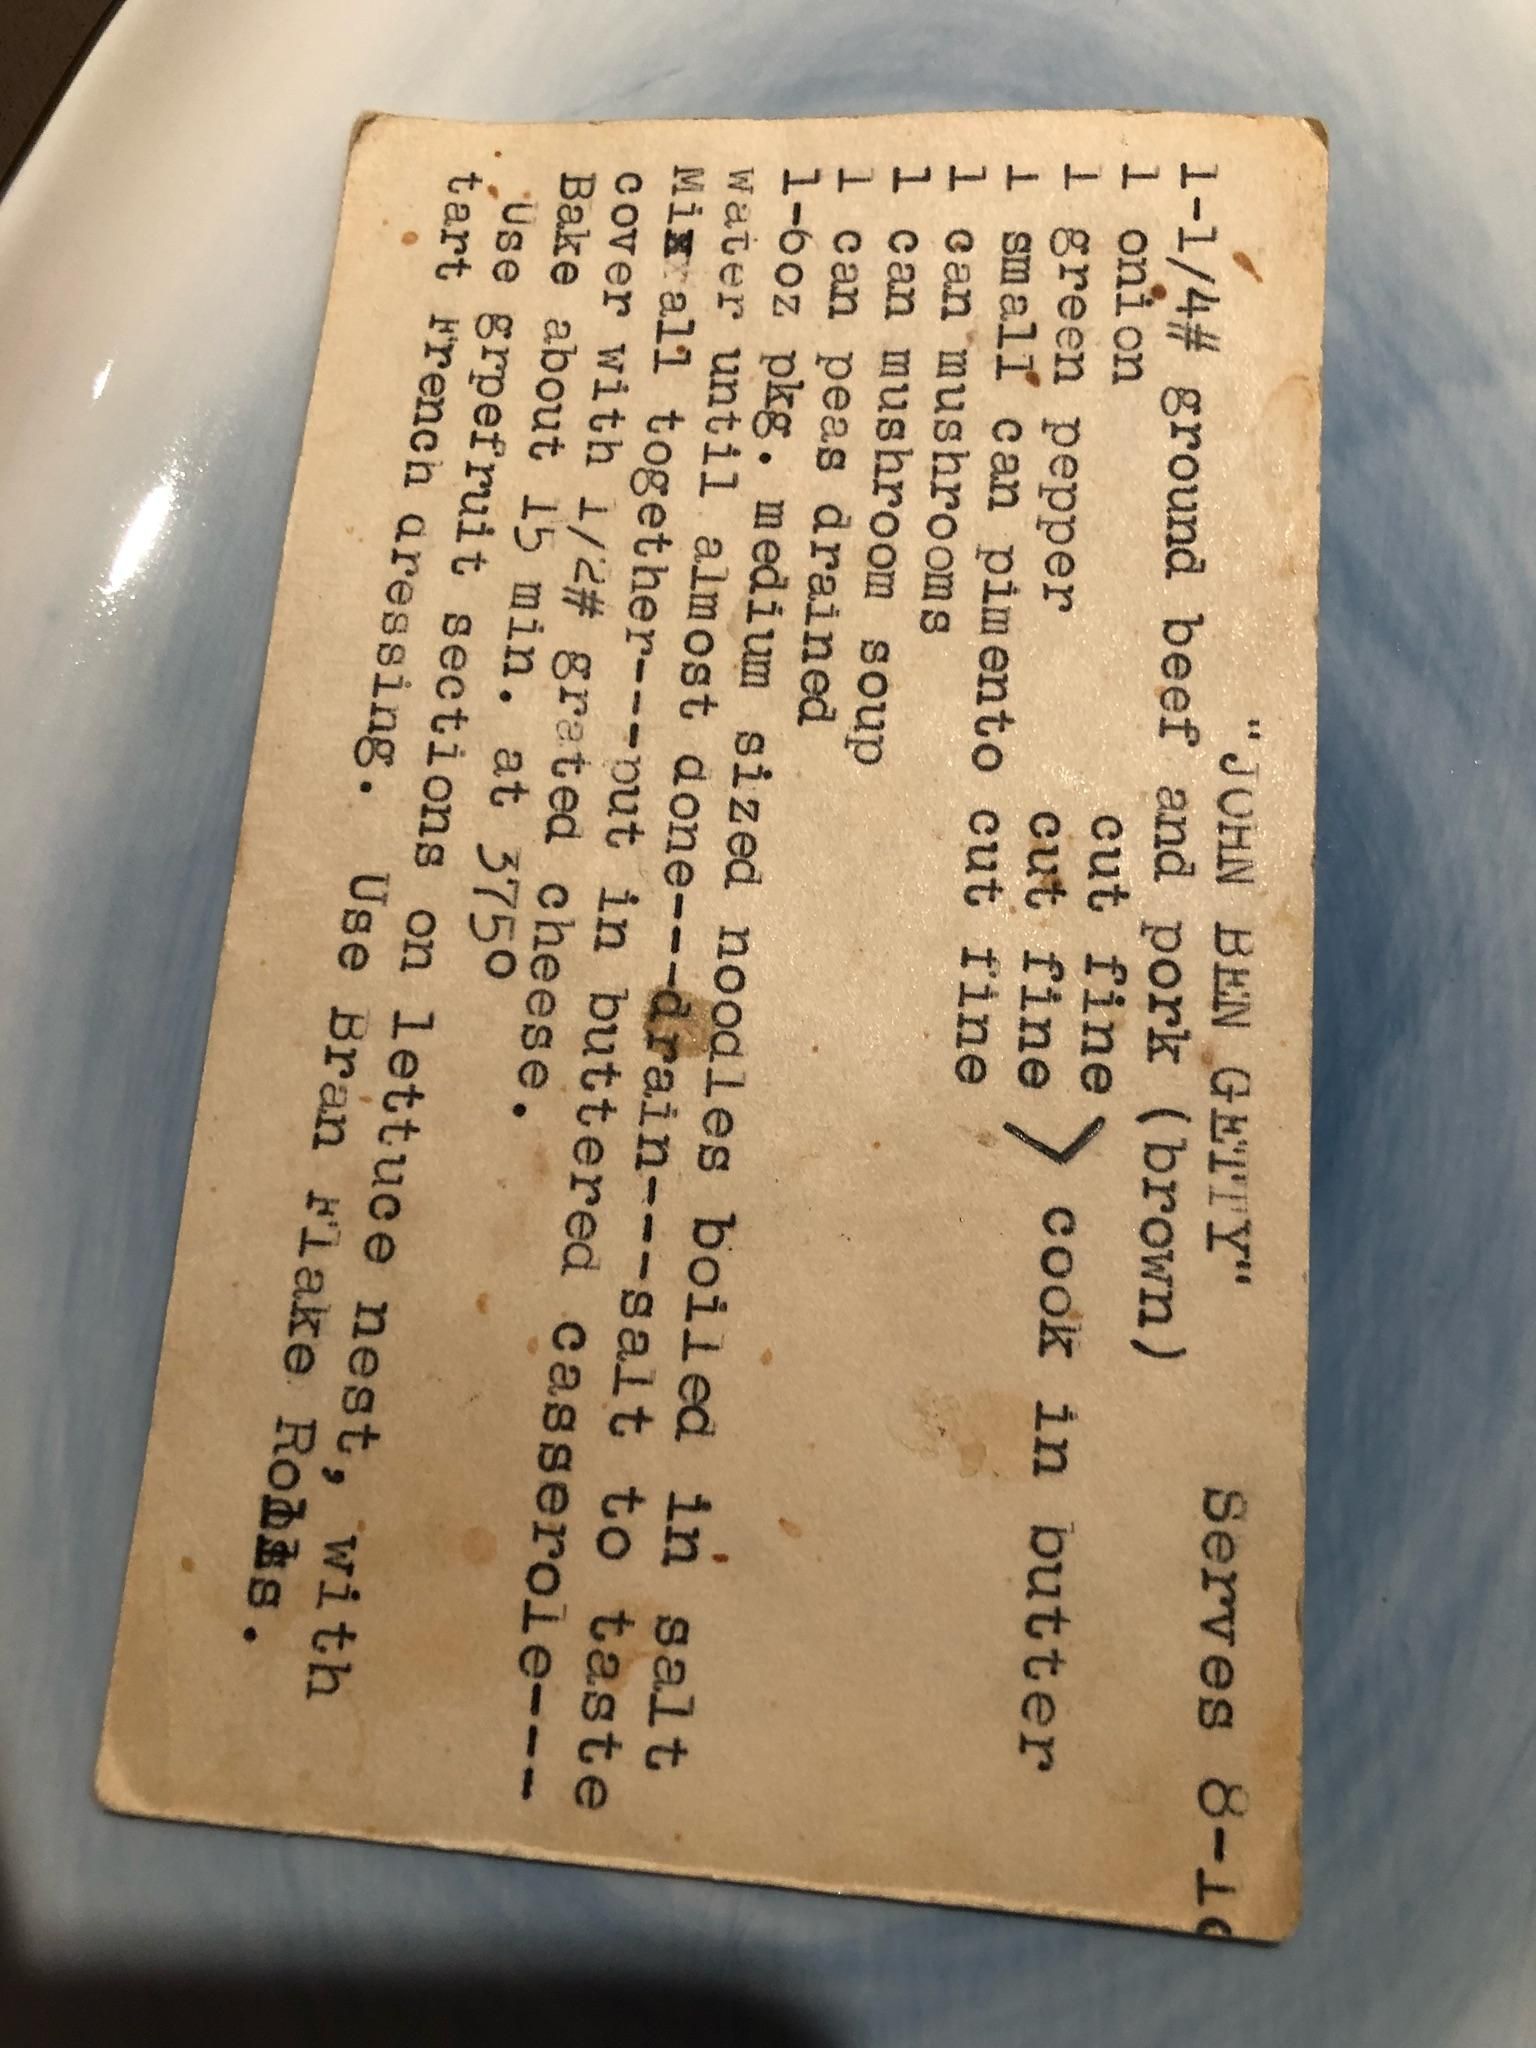 "JOHN BEN GETTY" Serves 8-10
1-1/4# ground beef and pork (brown)
1 onion cut fine
1 green pepper cut fine > cook in butter
1 small can pimento cut fine
1 can mushrooms
1 can mushroom soup
1 can peas drained
1-6oz pkg. medium sized noodles boiled in salt
water until almost done---drain---salt to taste
Mix all together---put in buttered casserole---
cover with 1/2# grated cheese.
Bake about 15 min. at 375o
Use grpefruit sections on lettuce nest, with
tart French dressing. Use Bran Flake Rolls.